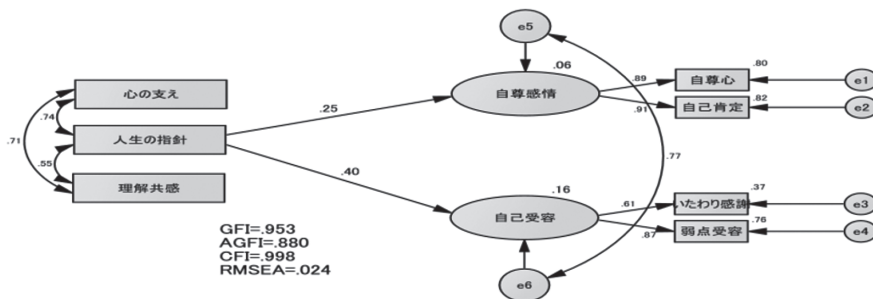 e5
.06
自尊感情
.89
.91
自尊心
.80
e1
自己肯定
.82
e2
心の支え
.74
.71
人生の指針
.55
理解共感
.25
.40
.77
.16
自己受容
.61
.87
いたわり感謝
.37
e3
弱点受容
.76
e4
e6
GFI=.953
AGFI=.880
CFI=.998
RMSEA=.024